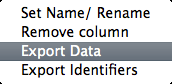 Set Name/ Rename
Remove column
Export Data
Export Identifiers